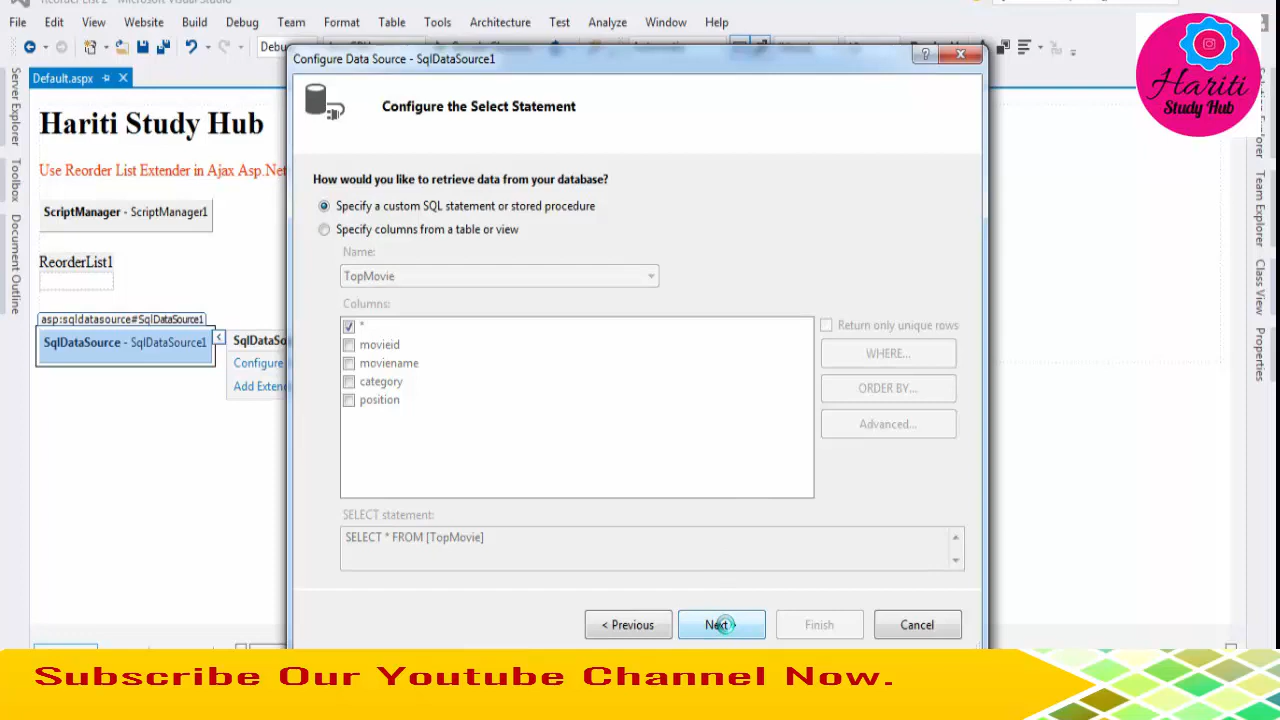 File Edit View Website Build Debug Team Format Table Tools Architecture Test Analyze Window Help
Default.aspx
Server Explorer
Toolbox
Document Outline
Hariti Study Hub
Use Reorder List Extender in Ajax Asp.Net
ScriptManager - ScriptManager1
ReorderList1
asp:sqldatasource#SqlDataSource1
SqlDataSource - SqlDataSource1
SqlDataSo
Configure
Add Exten
Configure Data Source - SqlDataSource1
Configure the Select Statement
How would you like to retrieve data from your database?
Specify a custom SQL statement or stored procedure
Specify columns from a table or view
Name:
TopMovie
Columns:
*
movieid
moviename
category
position
Return only unique rows
WHERE...
ORDER BY...
Advanced...
SELECT statement:
SELECT * FROM [TopMovie]
< Previous
Next
Finish
Cancel
Team Explorer
Class View
Properties
Hariti
Study Hub
Subscribe Our Youtube Channel Now.